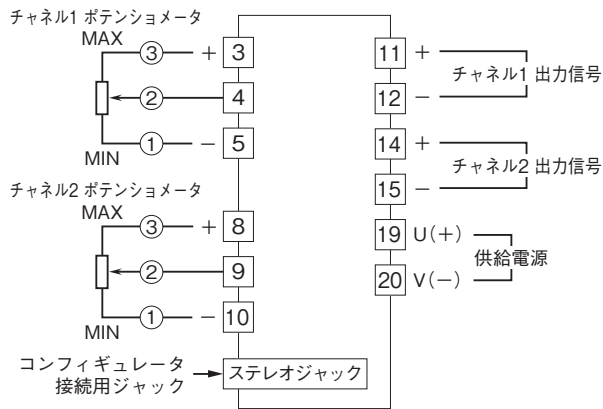 チャネル1 ポテンショメータ
MAX
③ + 3
② 4
① − 5
MIN
チャネル2 ポテンショメータ
MAX
③ + 8
② 9
① − 10
MIN
コンフィギュレータ
接続用ジャック
ステレオジャック
11 +
チャネル1 出力信号
12 −
14 +
チャネル2 出力信号
15 −
19 U(+)
供給電源
20 V(−)